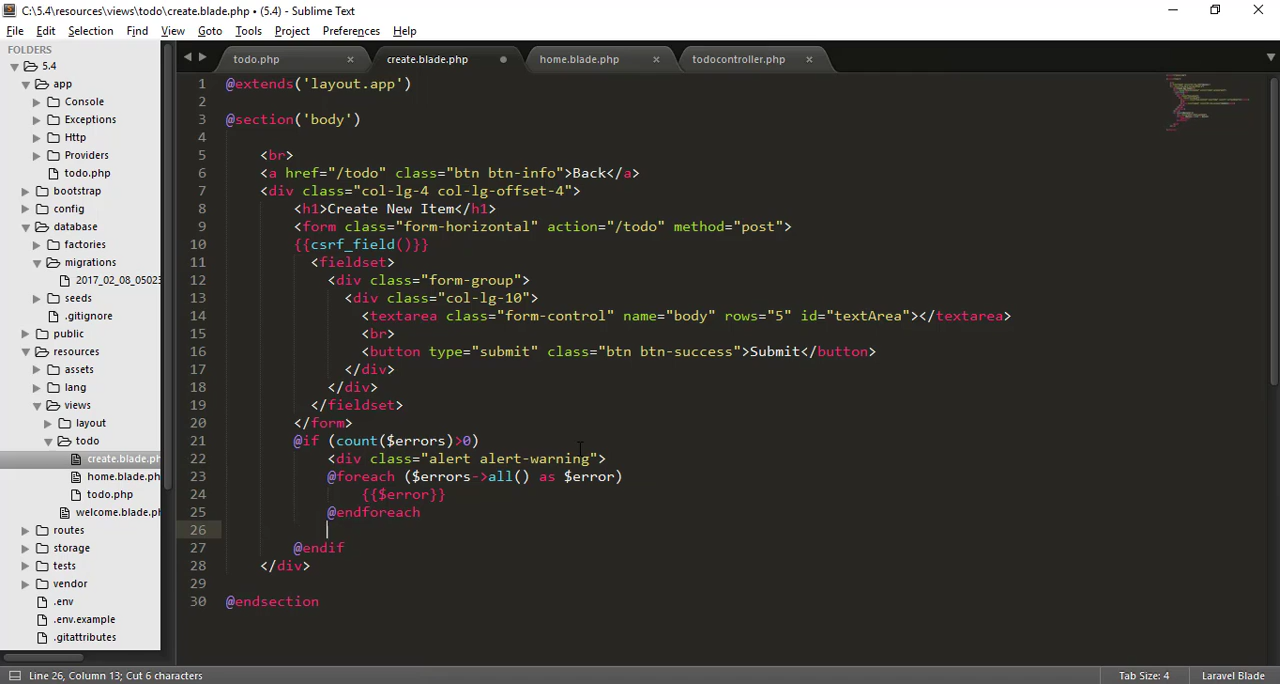 C:\5.4\resources\views\todo\create.blade.php • (5.4) - Sublime Text
File Edit Selection Find View Goto Tools Project Preferences Help
FOLDERS
5.4
app
Console
Exceptions
Http
Providers
todo.php
bootstrap
config
database
factories
migrations
2017_02_08_05023
seeds
.gitignore
public
resources
assets
lang
views
layout
todo
create.blade.ph
home.blade.ph
todo.php
welcome.blade.ph
routes
storage
tests
vendor
.env
.env.example
.gitattributes
todo.php × create.blade.php • home.blade.php × todocontroller.php ×
1 @extends('layout.app')
2
3 @section('body')
4
5 <br>
6 <a href="/todo" class="btn btn-info">Back</a>
7 <div class="col-lg-4 col-lg-offset-4">
8 <h1>Create New Item</h1>
9 <form class="form-horizontal" action="/todo" method="post">
10 {{csrf_field()}}
11 <fieldset>
12 <div class="form-group">
13 <div class="col-lg-10">
14 <textarea class="form-control" name="body" rows="5" id="textArea"></textarea>
15 <br>
16 <button type="submit" class="btn btn-success">Submit</button>
17 </div>
18 </div>
19 </fieldset>
20 </form>
21 @if (count($errors)>0)
22 <div class="alert alert-warning">
23 @foreach ($errors->all() as $error)
24 {{$error}}
25 @endforeach
26
27 @endif
28 </div>
29
30 @endsection
Line 26, Column 13; Cut 6 characters
Tab Size: 4
Laravel Blade